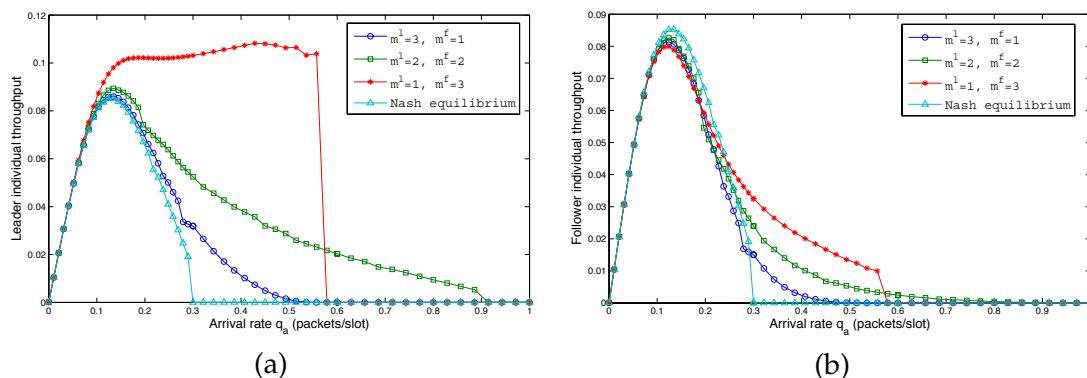 0.12
0.1
0.08
0.06
0.04
0.02
0
Leader individual throughput
0 0.1 0.2 0.3 0.4 0.5 0.6 0.7 0.8 0.9 1
Arrival rate qa (packets/slot)
m^l=3, m^f=1
m^l=2, m^f=2
m^l=1, m^f=3
Nash equilibrium
(a)
0.09
0.08
0.07
0.06
0.05
0.04
0.03
0.02
0.01
0
Follower individual throughput
0 0.1 0.2 0.3 0.4 0.5 0.6 0.7 0.8 0.9 1
Arrival rate qa (packets/slot)
m^l=3, m^f=1
m^l=2, m^f=2
m^l=1, m^f=3
Nash equilibrium
(b)